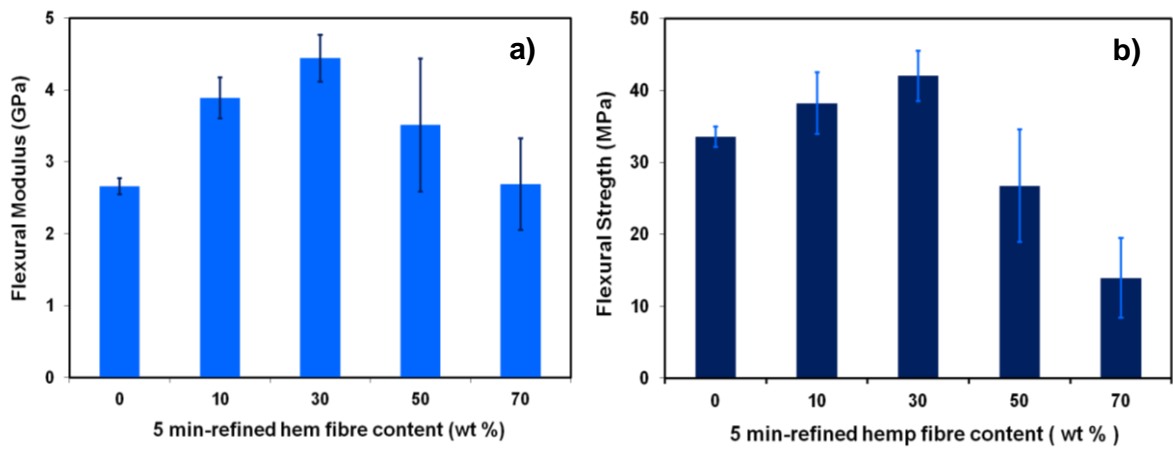 a)
Flexural Modulus (GPa)
5
4
3
2
1
0
0 10 30 50 70
5 min-refined hem fibre content (wt %)
b)
Flexural Stregth (MPa)
50
40
30
20
10
0
0 10 30 50 70
5 min-refined hemp fibre content ( wt % )